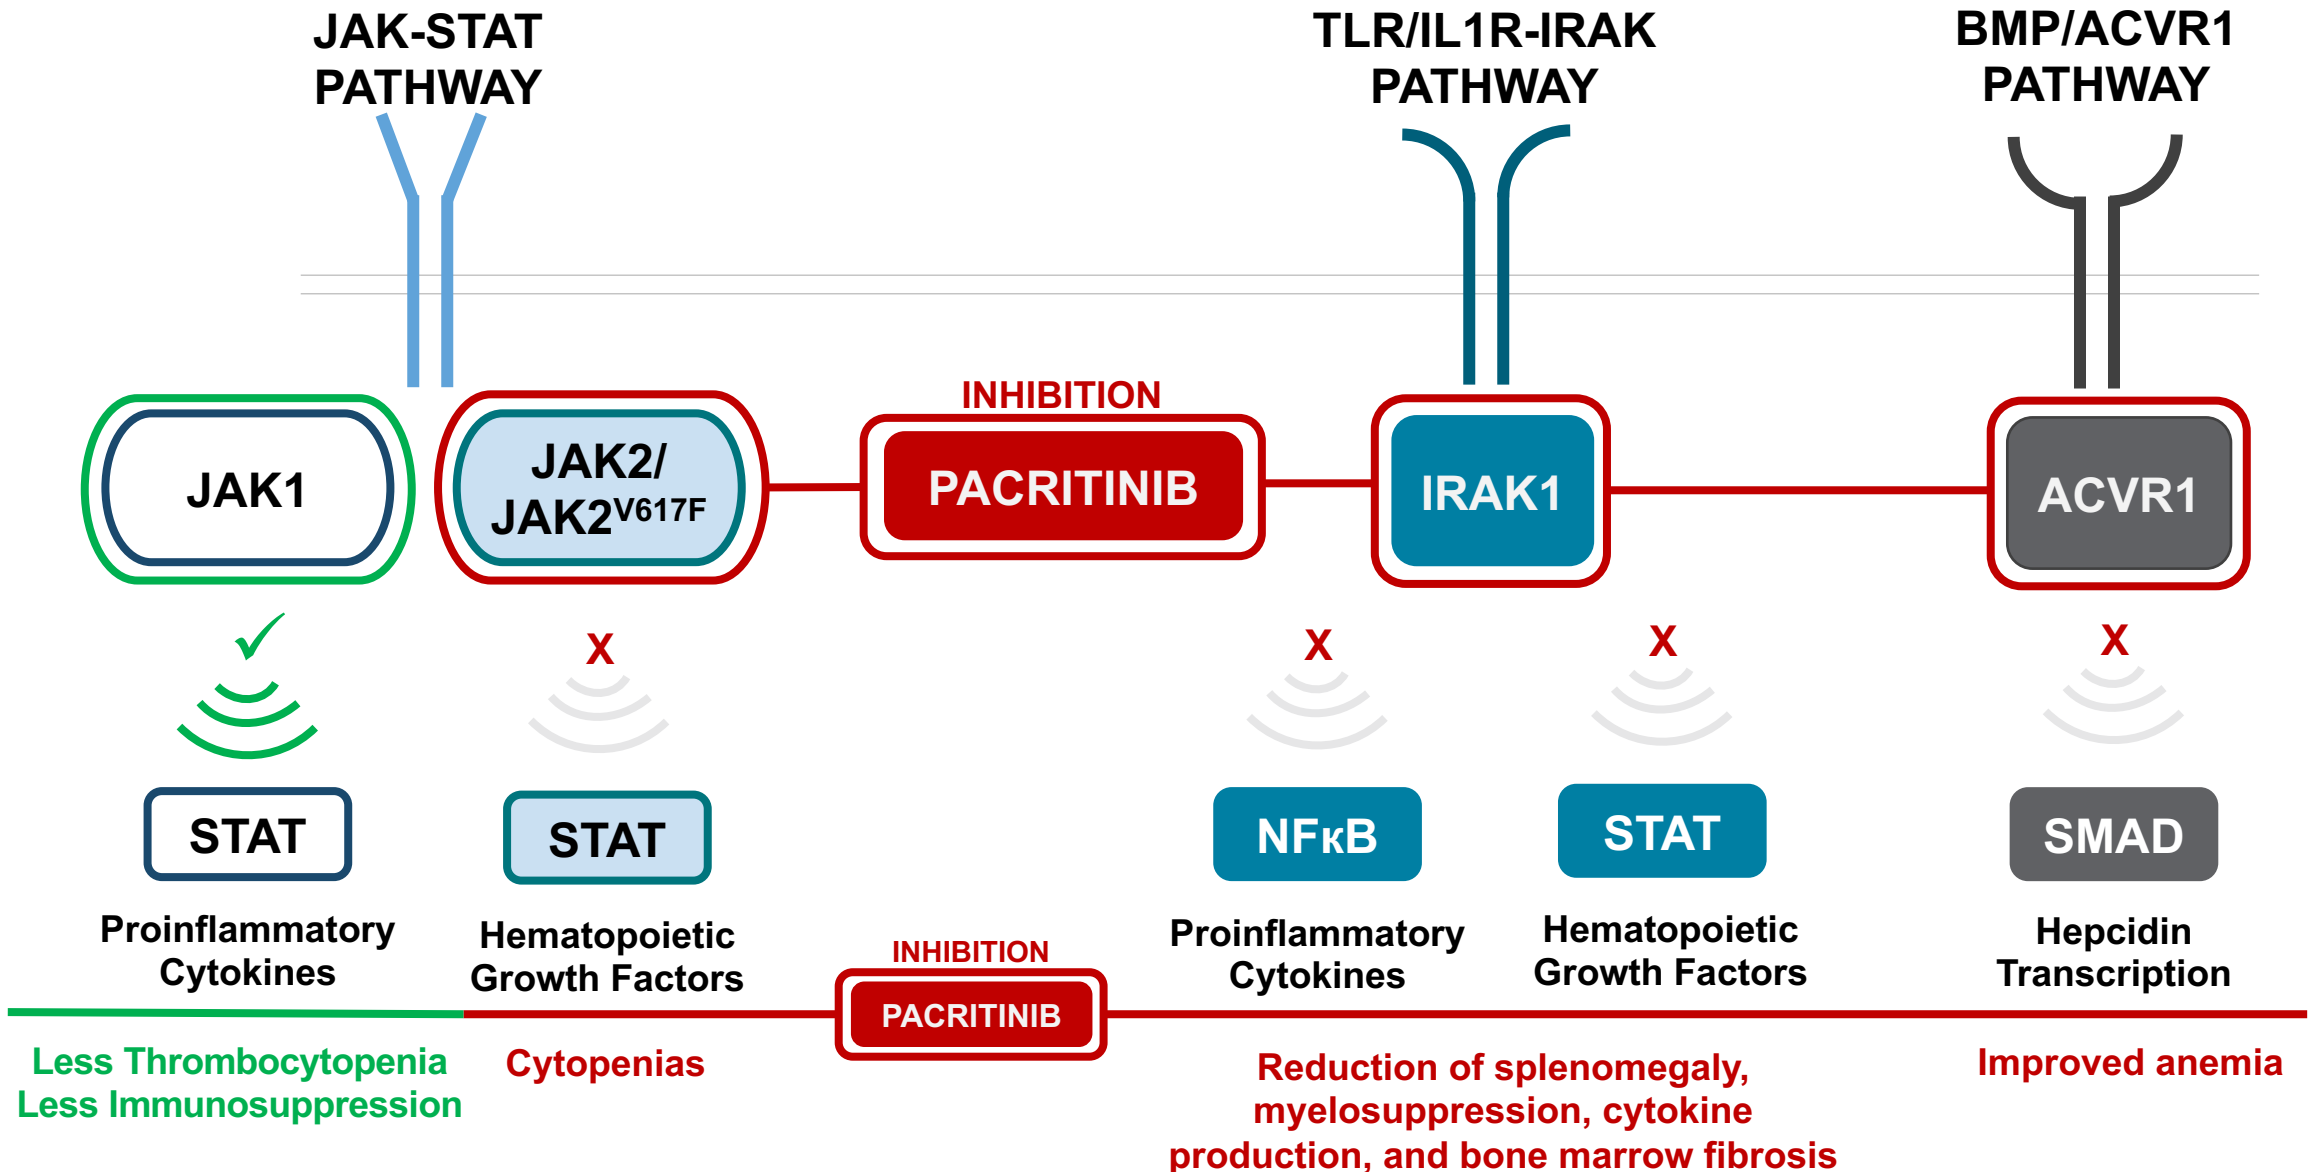 JAK-STAT
PATHWAY
TLR/IL1R-IRAK
PATHWAY
BMP/ACVR1
PATHWAY
JAK1
JAK2/
JAK2V617F
INHIBITION
PACRITINIB
IRAK1
ACVR1
✓
X
X
X
X
STAT
STAT
NFκB
STAT
SMAD
Proinflammatory
Cytokines
Hematopoietic
Growth Factors
INHIBITION
PACRITINIB
Proinflammatory
Cytokines
Hematopoietic
Growth Factors
Hepcidin
Transcription
Less Thrombocytopenia
Less Immunosuppression
Cytopenias
Reduction of splenomegaly,
myelosuppression, cytokine
production, and bone marrow fibrosis
Improved anemia